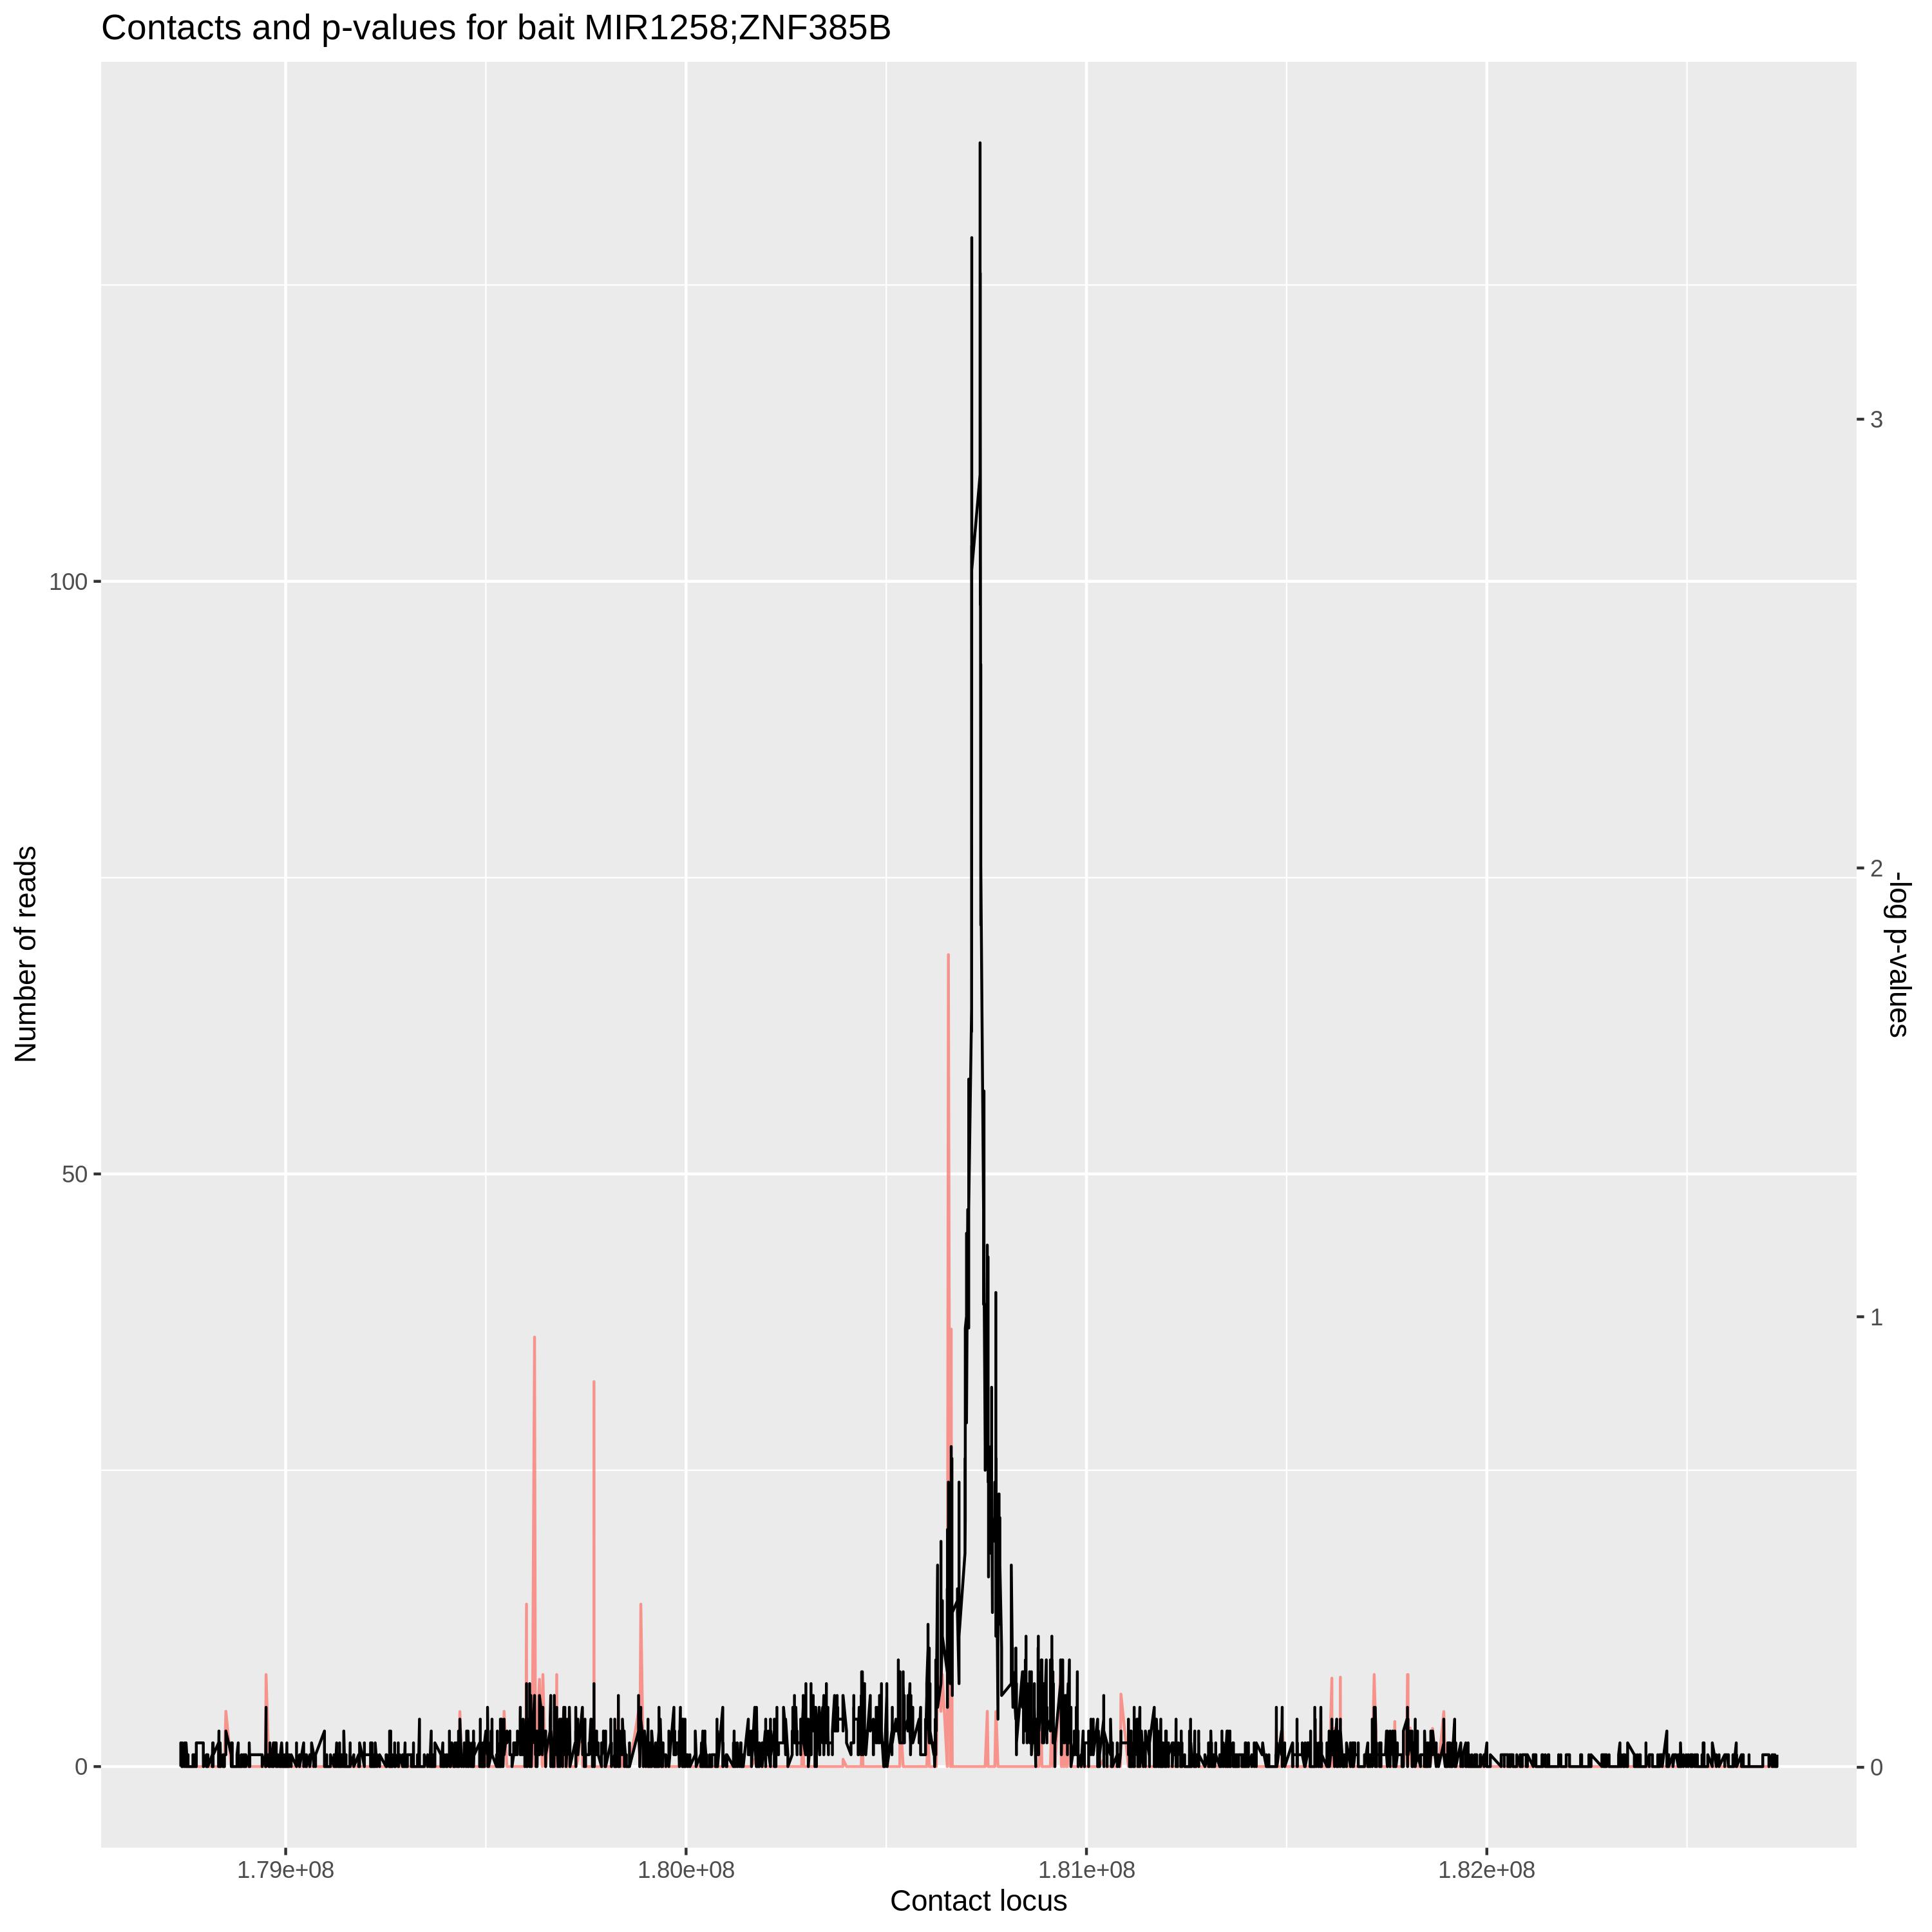 Contacts and p-values for bait MIR1258;ZNF385B
Number of reads
100
50
0
3
2
1
0
-log p-values
1.79e+08
1.80e+08
1.81e+08
1.82e+08
Contact locus